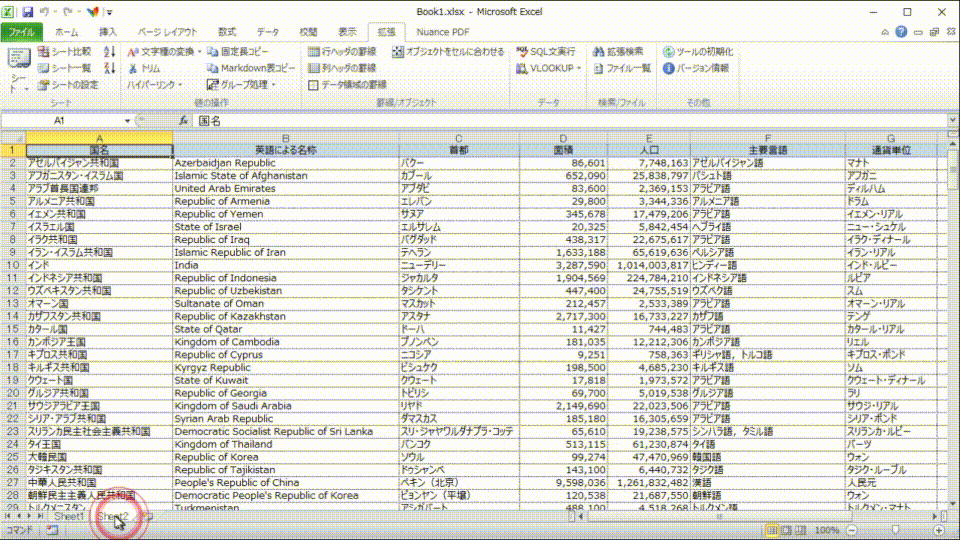 Book1.xlsx - Microsoft Excel
ファイル ホーム 挿入 ページ レイアウト 数式 データ 校閲 表示 拡張 Nuance PDF
シート シート比較 文字種の変換 固定長コピー 行ヘッダの罫線 オブジェクトをセルに合わせる SQL文実行 拡張検索 ツールの初期化
シート一覧 トリム Markdown表コピー 列ヘッダの罫線 VLOOKUP ファイル一覧 バージョン情報
シートの設定 ハイパーリンク グループ処理 データ領域の罫線
シート 値の操作 罫線/オブジェクト データ 検索/ファイル その他
A1 fx 国名
A B C D E F G
1 国名 英語による名称 首都 面積 人口 主要言語 通貨単位
2 アゼルバイジャン共和国 Azerbaidjan Republic バクー 86,601 7,748,163 アゼルバイジャン語 マナト
3 アフガニスタン・イスラム国 Islamic State of Afghanistan カブール 652,090 25,838,797 パシュト語 アフガニ
4 アラブ首長国連邦 United Arab Emirates アブダビ 83,600 2,369,153 アラビア語 ディルハム
5 アルメニア共和国 Republic of Armenia エレバン 29,800 3,344,336 アルメニア語 ドラム
6 イエメン共和国 Republic of Yemen サヌア 345,678 17,479,206 アラビア語 イエメン・リアル
7 イスラエル国 State of Israel エルサレム 20,325 5,842,454 ヘブライ語 ニュー・シュケル
8 イラク共和国 Republic of Iraq バグダッド 438,317 22,675,617 アラビア語 イラク・ディナール
9 イラン・イスラム共和国 Islamic Republic of Iran テヘラン 1,633,188 65,619,636 ペルシア語 イラン・リアル
10 インド India ニューデリー 3,287,590 1,014,003,817 ヒンディー語 インド・ルピー
11 インドネシア共和国 Republic of Indonesia ジャカルタ 1,904,569 224,784,210 インドネシア語 ルピア
12 ウズベキスタン共和国 Republic of Uzbekistan タシケント 447,400 24,755,519 ウズベク語 スム
13 オマーン国 Sultanate of Oman マスカット 212,457 2,533,389 アラビア語 オマーン・リアル
14 カザフスタン共和国 Republic of Kazakhstan アスタナ 2,717,300 16,733,227 カザフ語 テンゲ
15 カタール国 State of Qatar ドーハ 11,427 744,483 アラビア語 カタール・リアル
16 カンボジア王国 Kingdom of Cambodia プノンペン 181,035 12,212,306 カンボジア語 リエル
17 キプロス共和国 Republic of Cyprus ニコシア 9,251 758,363 ギリシャ語，トルコ語 キプロス・ポンド
18 キルギス共和国 Kyrgyz Republic ビシュケク 198,500 4,685,230 キルギス語 ソム
19 クウェート国 State of Kuwait クウェート 17,818 1,973,572 アラビア語 クウェート・ディナール
20 グルジア共和国 Republic of Georgia トビリシ 69,700 5,019,538 グルジア語 ラリ
21 サウジアラビア王国 Kingdom of Saudi Arabia リヤド 2,149,690 22,023,506 アラビア語 サウジ・リアル
22 シリア・アラブ共和国 Syrian Arab Republic ダマスカス 185,180 16,305,659 アラビア語 シリア・ポンド
23 スリランカ民主社会主義共和国 Democratic Socialist Republic of Sri Lanka スリ・ジャヤワルダナプラ・コッテ 65,610 19,238,575 シンハラ語，タミル語 スリランカ・ルピー
24 タイ王国 Kingdom of Thailand バンコク 513,115 61,230,874 タイ語 バーツ
25 大韓民国 Republic of Korea ソウル 99,274 47,470,969 韓国語 ウォン
26 タジキスタン共和国 Republic of Tajikistan ドゥシャンベ 143,100 6,440,732 タジク語 タジク・ルーブル
27 中華人民共和国 People's Republic of China ペキン（北京） 9,598,036 1,261,832,482 漢語 人民元
28 朝鮮民主主義人民共和国 Democratic People's Republic of Korea ピョンヤン（平壌） 120,538 21,687,550 朝鮮語 ウォン
29 トルクメニスタン Turkmenistan アシガバート 488,100 4,518,268 トルクメン語 トルクメン・マナト
Sheet1 Sheet2
コマンド 100%